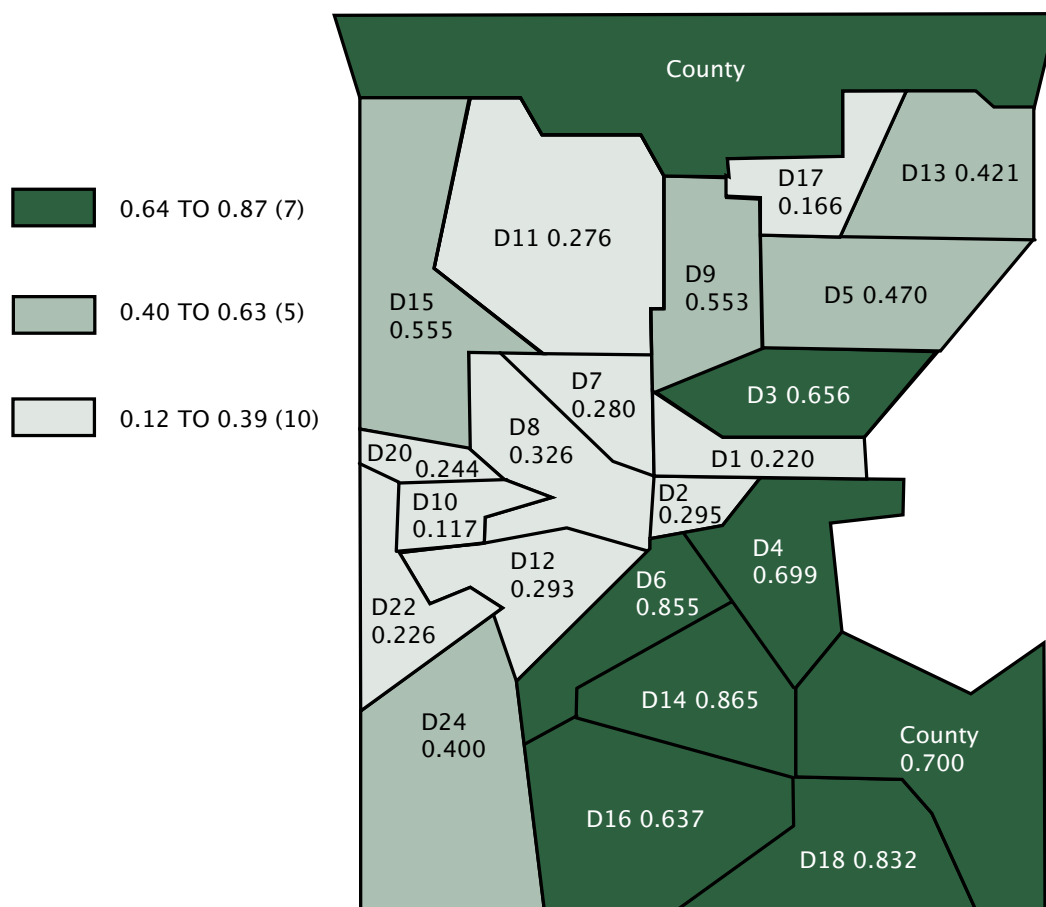 County
0.64 TO 0.87 (7)
0.40 TO 0.63 (5)
0.12 TO 0.39 (10)
D17
0.166
D13 0.421
D11 0.276
D9
0.553
D5 0.470
D15
0.555
D7
0.280
D3 0.656
D8
0.326
D1 0.220
D20
0.244
D10
0.117
D2
0.295
D12
0.293
D4
0.699
D6
0.855
D22
0.226
D14 0.865
D24
0.400
County
0.700
D16 0.637
D18 0.832